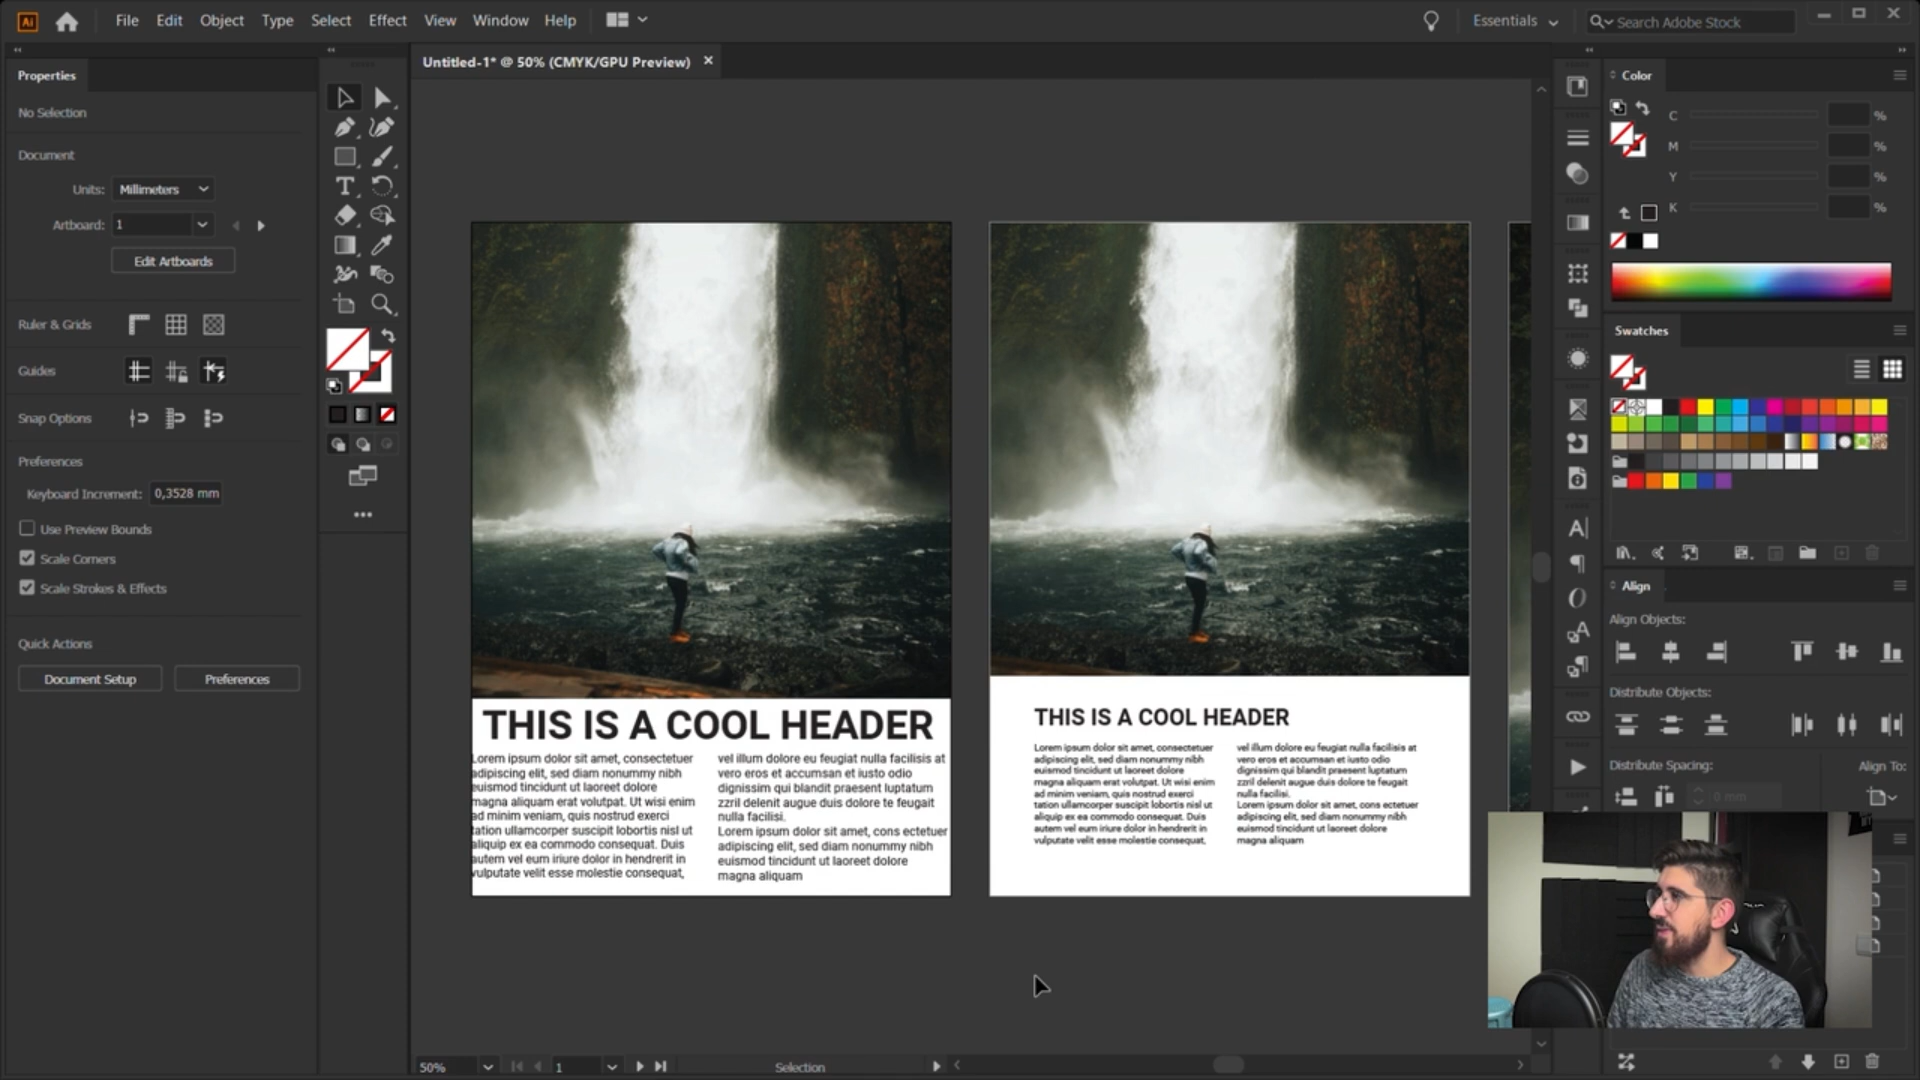 Ai File Edit Object Type Select Effect View Window Help Essentials Search Adobe Stock
Properties
No Selection
Document
Units: Millimeters
Artboard: 1
Edit Artboards
Ruler & Grids
Guides
Snap Options
Preferences
Keyboard Increment: 0,3528 mm
Use Preview Bounds
Scale Corners
Scale Strokes & Effects
Quick Actions
Document Setup Preferences
Untitled-1* @ 50% (CMYK/GPU Preview)
THIS IS A COOL HEADER
Lorem ipsum dolor sit amet, consectetuer
adipiscing elit, sed diam nonummy nibh
euismod tincidunt ut laoreet dolore
magna aliquam erat volutpat. Ut wisi enim
ad minim veniam, quis nostrud exerci
tation ullamcorper suscipit lobortis nisl ut
aliquip ex ea commodo consequat. Duis
autem vel eum iriure dolor in hendrerit in
vulputate velit esse molestie consequat,
vel illum dolore eu feugiat nulla facilisis at
vero eros et accumsan et iusto odio
dignissim qui blandit praesent luptatum
zzril delenit augue duis dolore te feugait
nulla facilisi.
Lorem ipsum dolor sit amet, cons ectetuer
adipiscing elit, sed diam nonummy nibh
euismod tincidunt ut laoreet dolore
magna aliquam
THIS IS A COOL HEADER
Lorem ipsum dolor sit amet, consectetuer
adipiscing elit, sed diam nonummy nibh
euismod tincidunt ut laoreet dolore
magna aliquam erat volutpat. Ut wisi enim
ad minim veniam, quis nostrud exerci
tation ullamcorper suscipit lobortis nisl ut
aliquip ex ea commodo consequat. Duis
autem vel eum iriure dolor in hendrerit in
vulputate velit esse molestie consequat,
vel illum dolore eu feugiat nulla facilisis at
vero eros et accumsan et iusto odio
dignissim qui blandit praesent luptatum
zzril delenit augue duis dolore te feugait
nulla facilisi.
Lorem ipsum dolor sit amet, cons ectetuer
adipiscing elit, sed diam nonummy nibh
euismod tincidunt ut laoreet dolore
magna aliquam
50% 1 Selection
Color
C %
M %
Y %
K %
Swatches
Align
Align Objects:
Distribute Objects:
Distribute Spacing: Align To:
0 mm